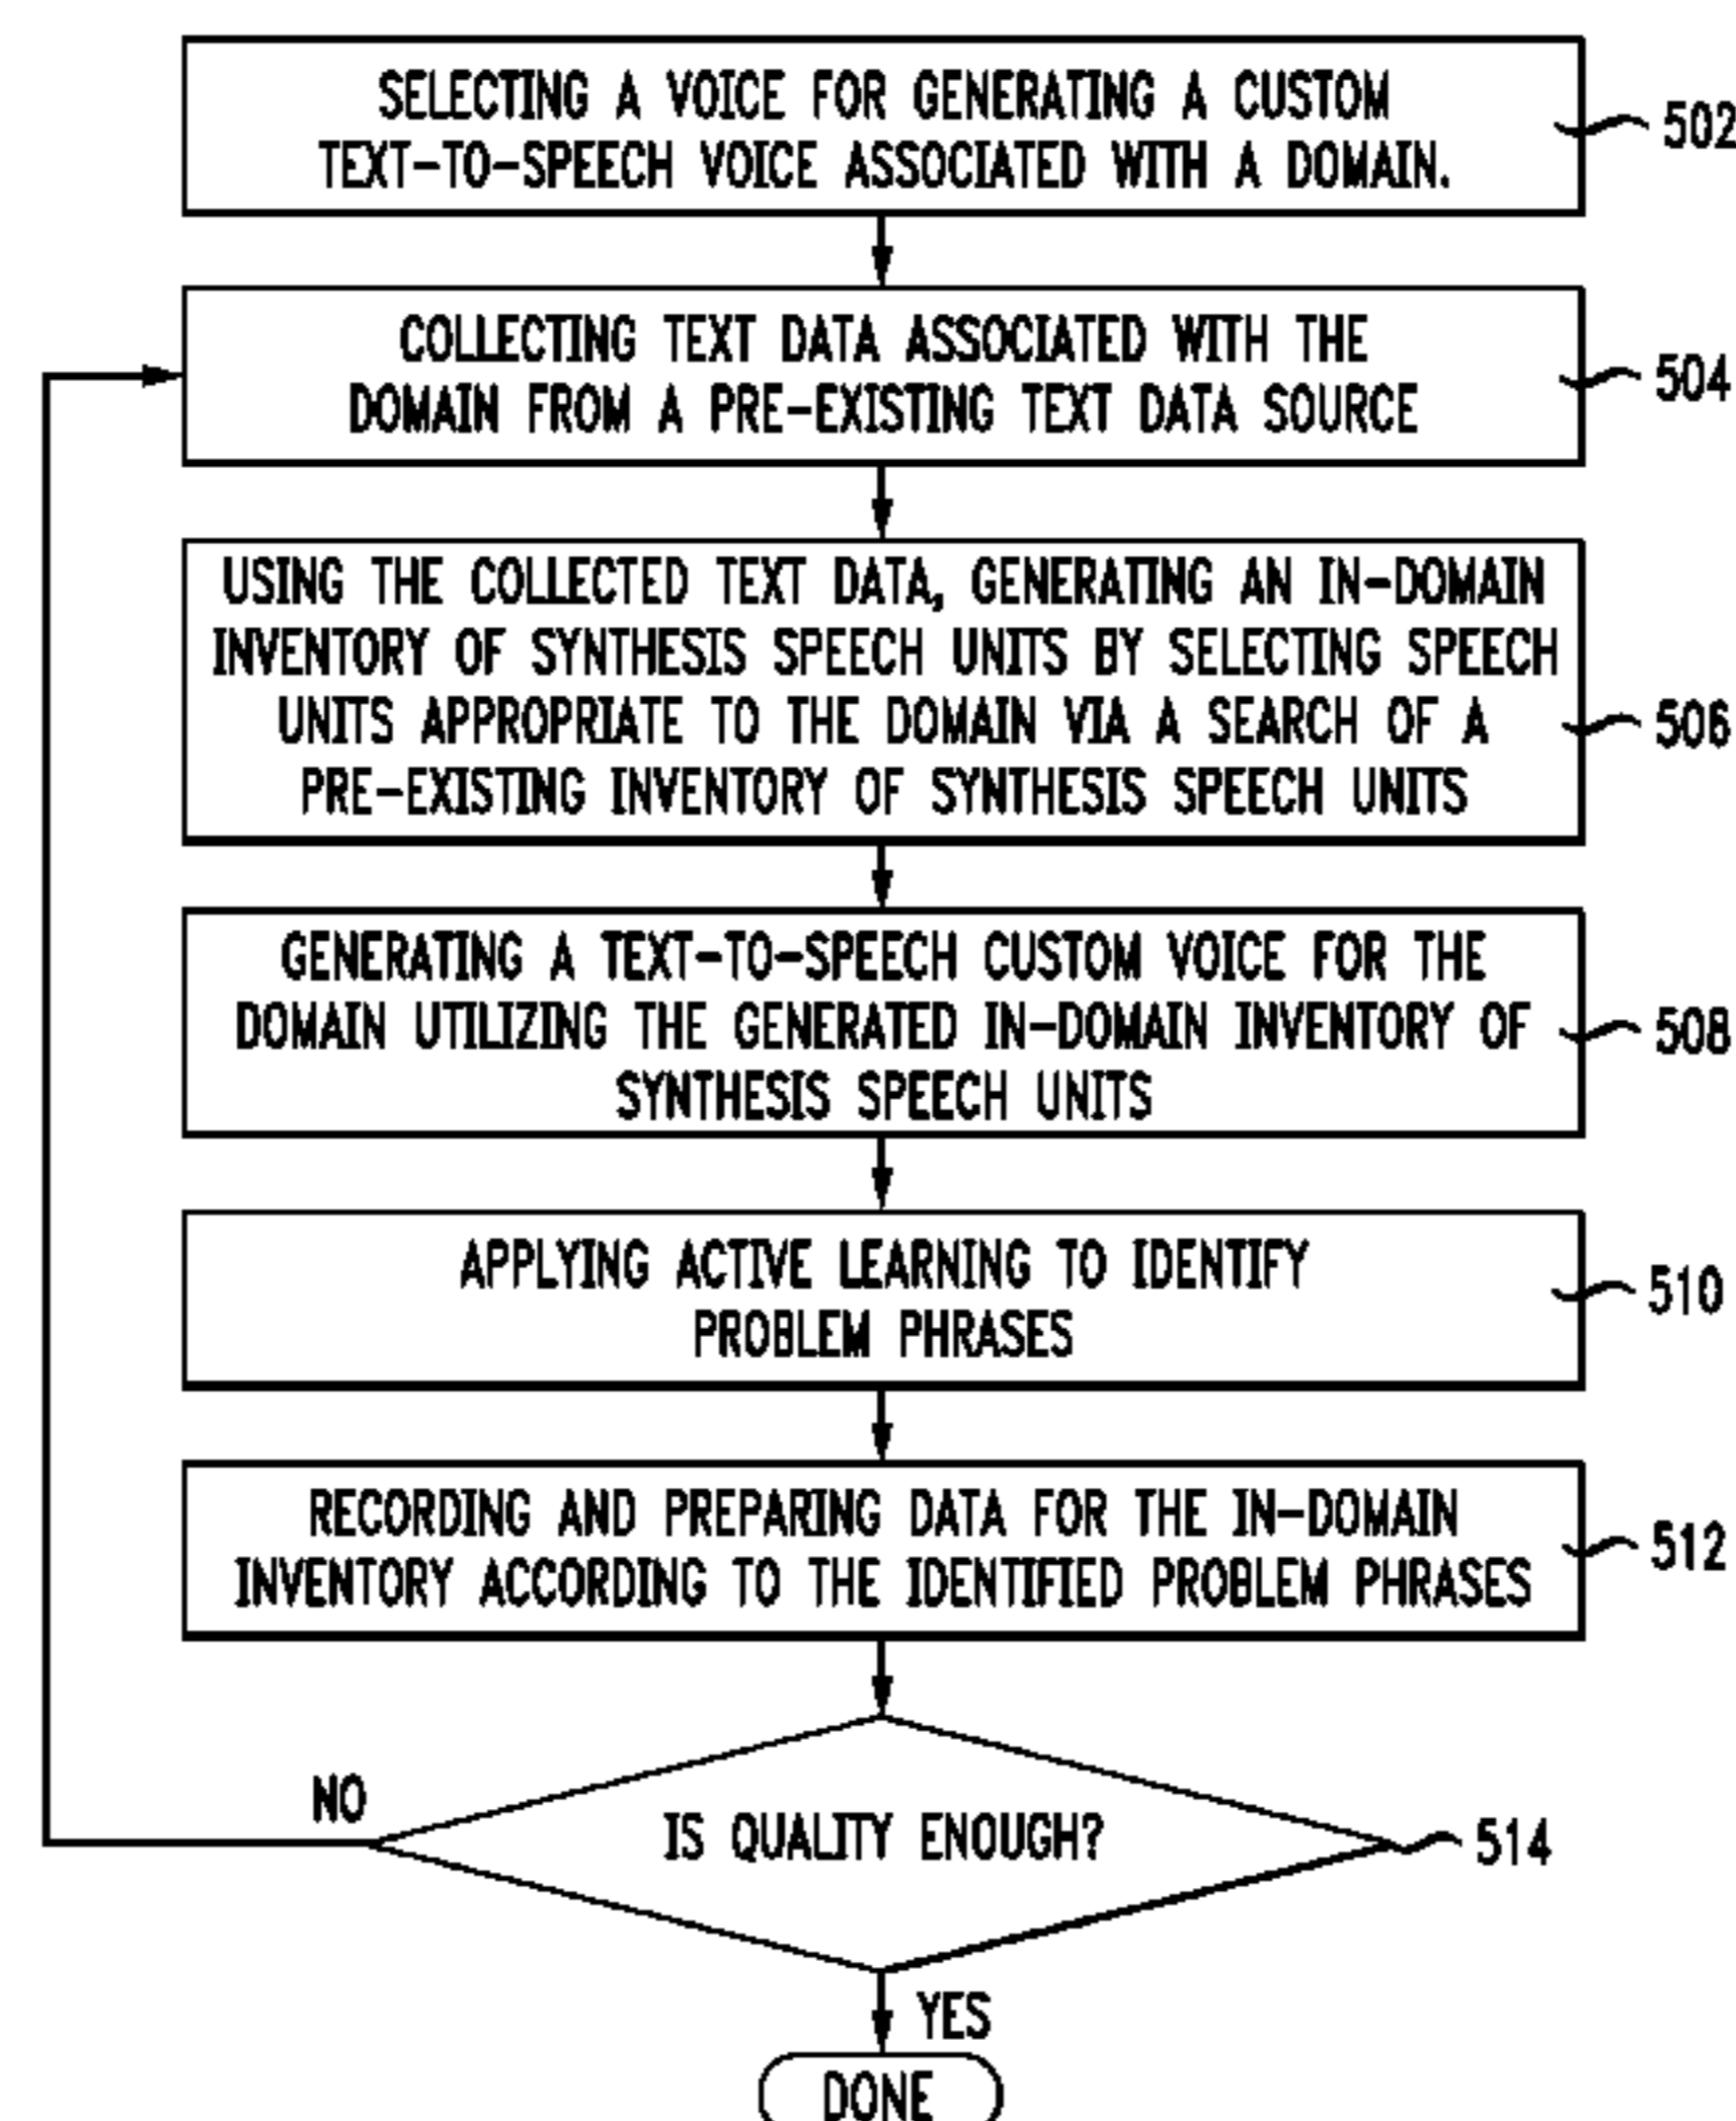 SELECTING A VOICE FOR GENERATING A CUSTOM
TEXT-TO-SPEECH VOICE ASSOCIATED WITH A DOMAIN.
502
COLLECTING TEXT DATA ASSOCIATED WITH THE
DOMAIN FROM A PRE-EXISTING TEXT DATA SOURCE
504
USING THE COLLECTED TEXT DATA, GENERATING AN IN-DOMAIN
INVENTORY OF SYNTHESIS SPEECH UNITS BY SELECTING SPEECH
UNITS APPROPRIATE TO THE DOMAIN VIA A SEARCH OF A
PRE-EXISTING INVENTORY OF SYNTHESIS SPEECH UNITS
506
GENERATING A TEXT-TO-SPEECH CUSTOM VOICE FOR THE
DOMAIN UTILIZING THE GENERATED IN-DOMAIN INVENTORY OF
SYNTHESIS SPEECH UNITS
508
APPLYING ACTIVE LEARNING TO IDENTIFY
PROBLEM PHRASES
510
RECORDING AND PREPARING DATA FOR THE IN-DOMAIN
INVENTORY ACCORDING TO THE IDENTIFIED PROBLEM PHRASES
512
NO
IS QUALITY ENOUGH?
514
YES
DONE